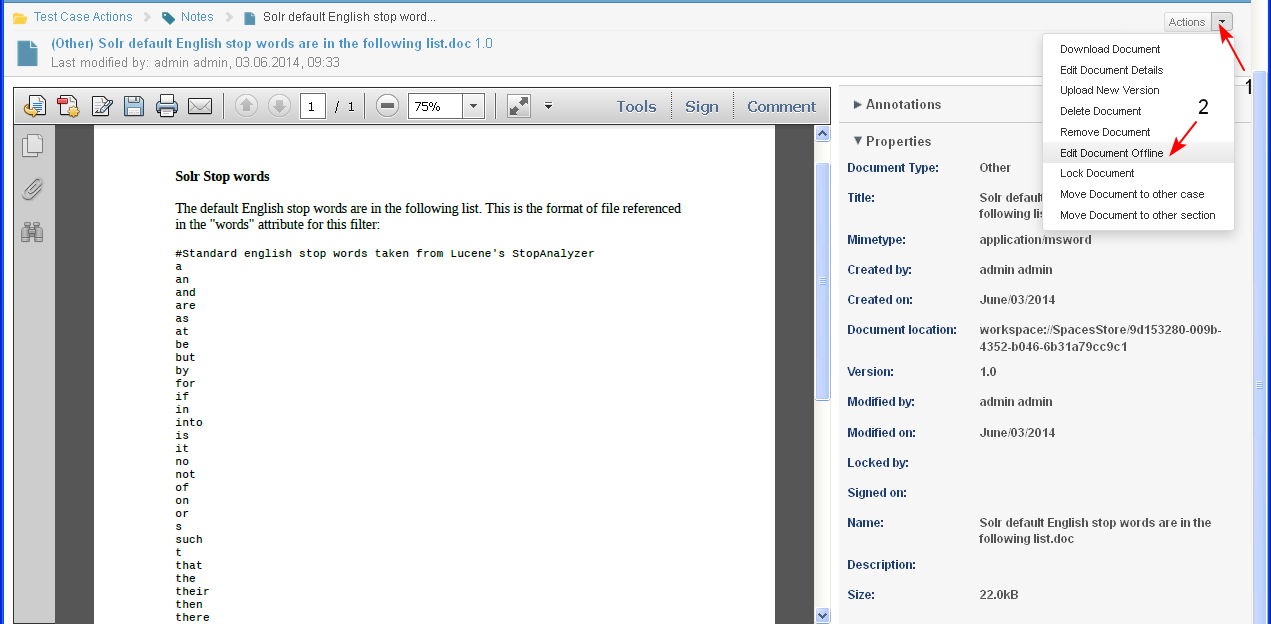 Test Case Actions Notes Solr default English stop word...
Actions
(Other) Solr default English stop words are in the following list.doc 1.0
Last modified by: admin admin, 03.06.2014, 09:33
Download Document
Edit Document Details
Upload New Version
Delete Document
Remove Document
Edit Document Offline
Lock Document
Move Document to other case
Move Document to other section
1
2
1 / 1 75% Tools Sign Comment
Solr Stop words
The default English stop words are in the following list. This is the format of file referenced
in the "words" attribute for this filter:
#Standard english stop words taken from Lucene's StopAnalyzer
a
an
and
are
as
at
be
but
by
for
if
in
into
is
it
no
not
of
on
or
s
such
t
that
the
their
then
there
Annotations
Properties
Document Type: Other
Title: Solr default
following
Mimetype: application/msword
Created by: admin admin
Created on: June/03/2014
Document location: workspace://SpacesStore/9d153280-009b-
4352-b046-6b31a79cc9c1
Version: 1.0
Modified by: admin admin
Modified on: June/03/2014
Locked by:
Signed on:
Name: Solr default English stop words are in the
following list.doc
Description:
Size: 22.0kB